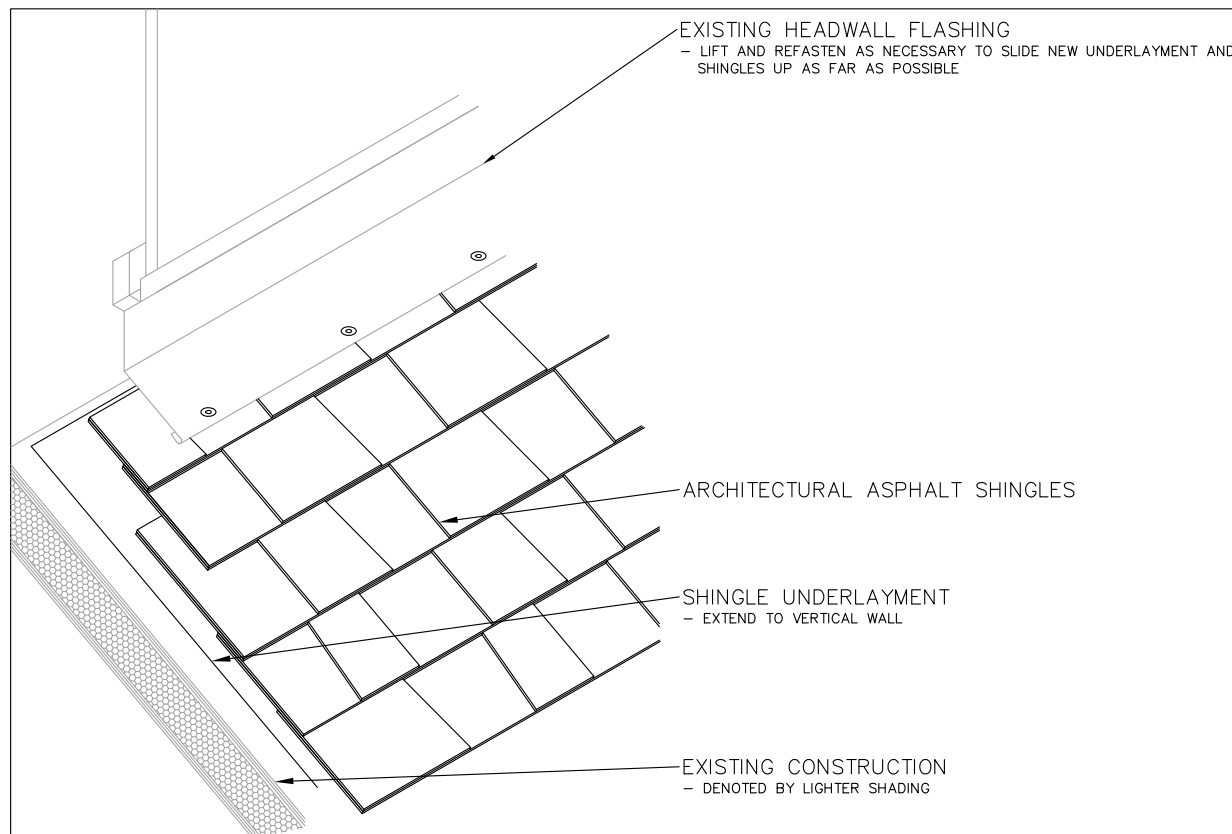 EXISTING HEADWALL FLASHING
– LIFT AND REFASTEN AS NECESSARY TO SLIDE NEW UNDERLAYMENT AND
SHINGLES UP AS FAR AS POSSIBLE
ARCHITECTURAL ASPHALT SHINGLES
SHINGLE UNDERLAYMENT
– EXTEND TO VERTICAL WALL
EXISTING CONSTRUCTION
– DENOTED BY LIGHTER SHADING